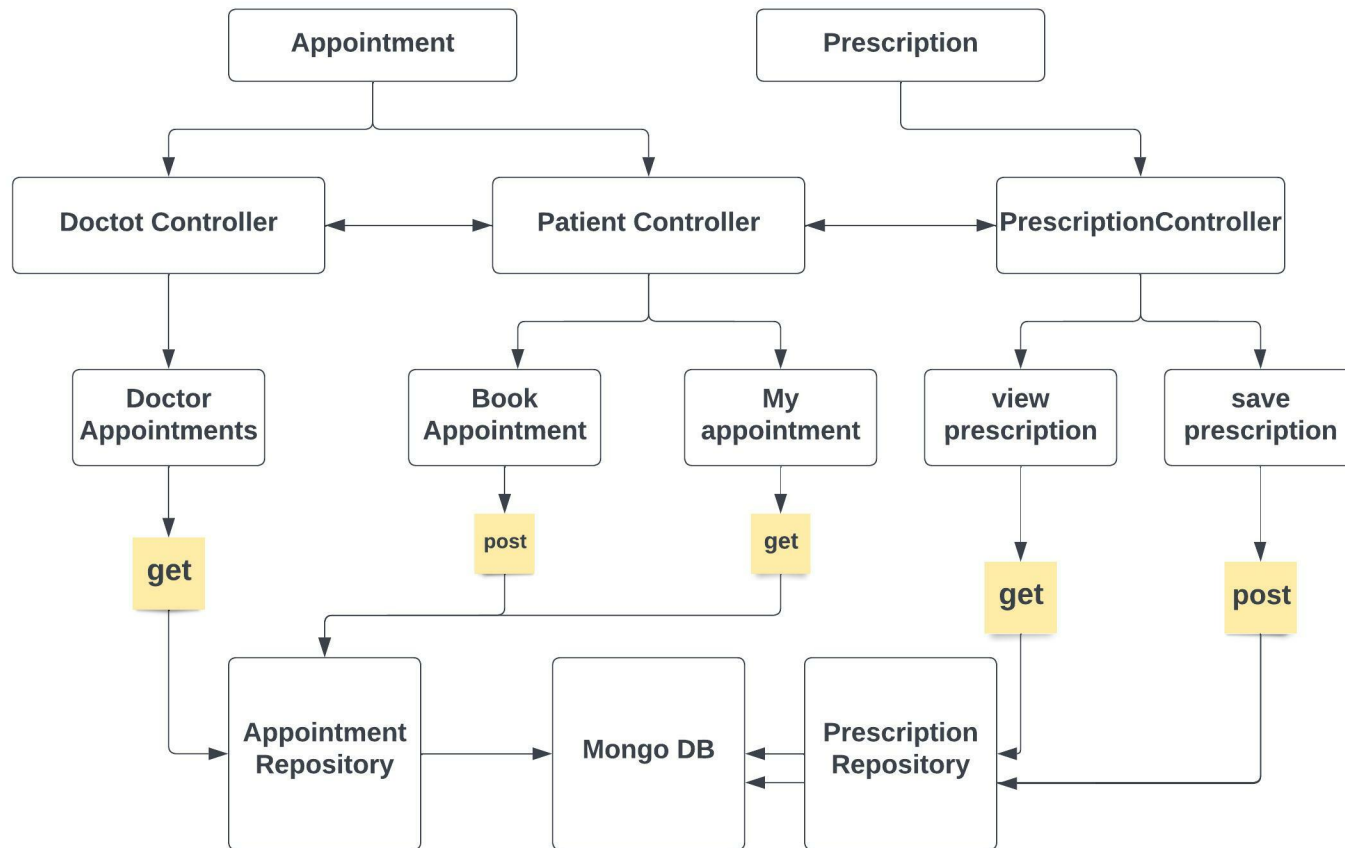 Appointment
Prescription
Doctot Controller
Patient Controller
PrescriptionController
Doctor
Appointments
Book
Appointment
My
appointment
view
prescription
save
prescription
get
post
get
get
post
Appointment
Repository
Mongo DB
Prescription
Repository